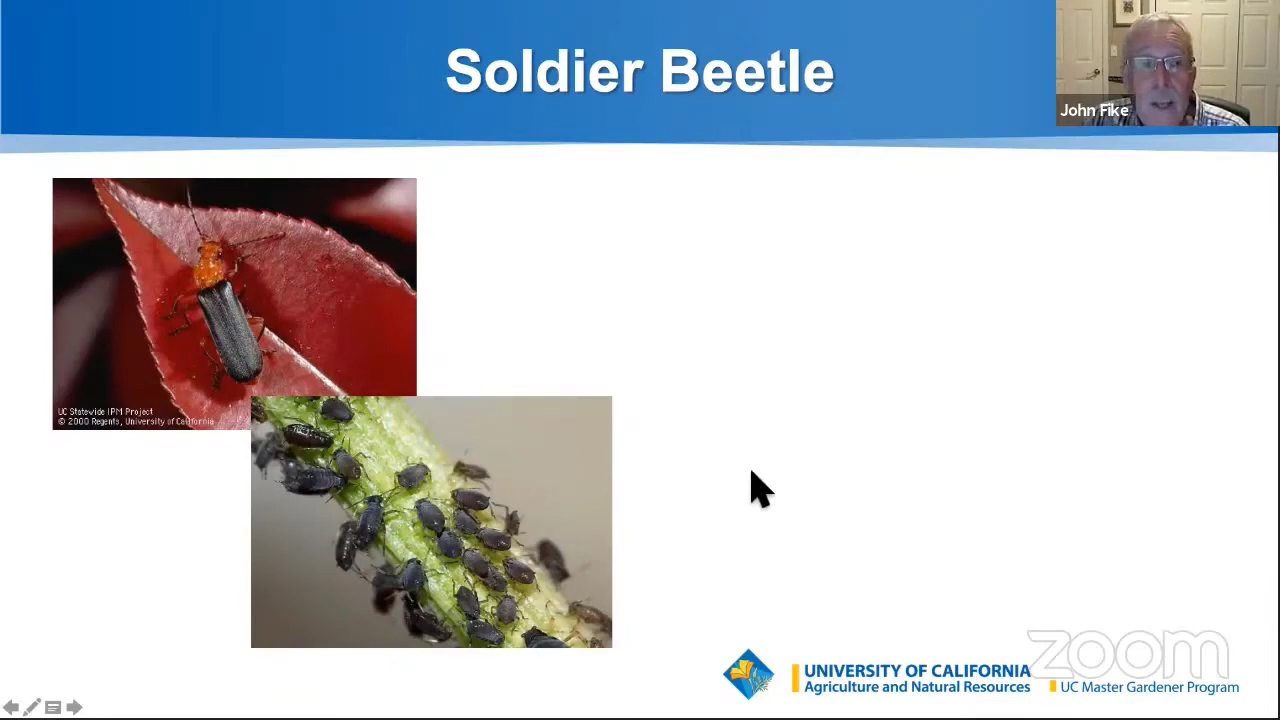 Soldier Beetle
John Fike
UC Statewide IPM Project
© 2000 Regents, University of California
zoom
UNIVERSITY OF CALIFORNIA
Agriculture and Natural Resources
UC Master Gardener Program